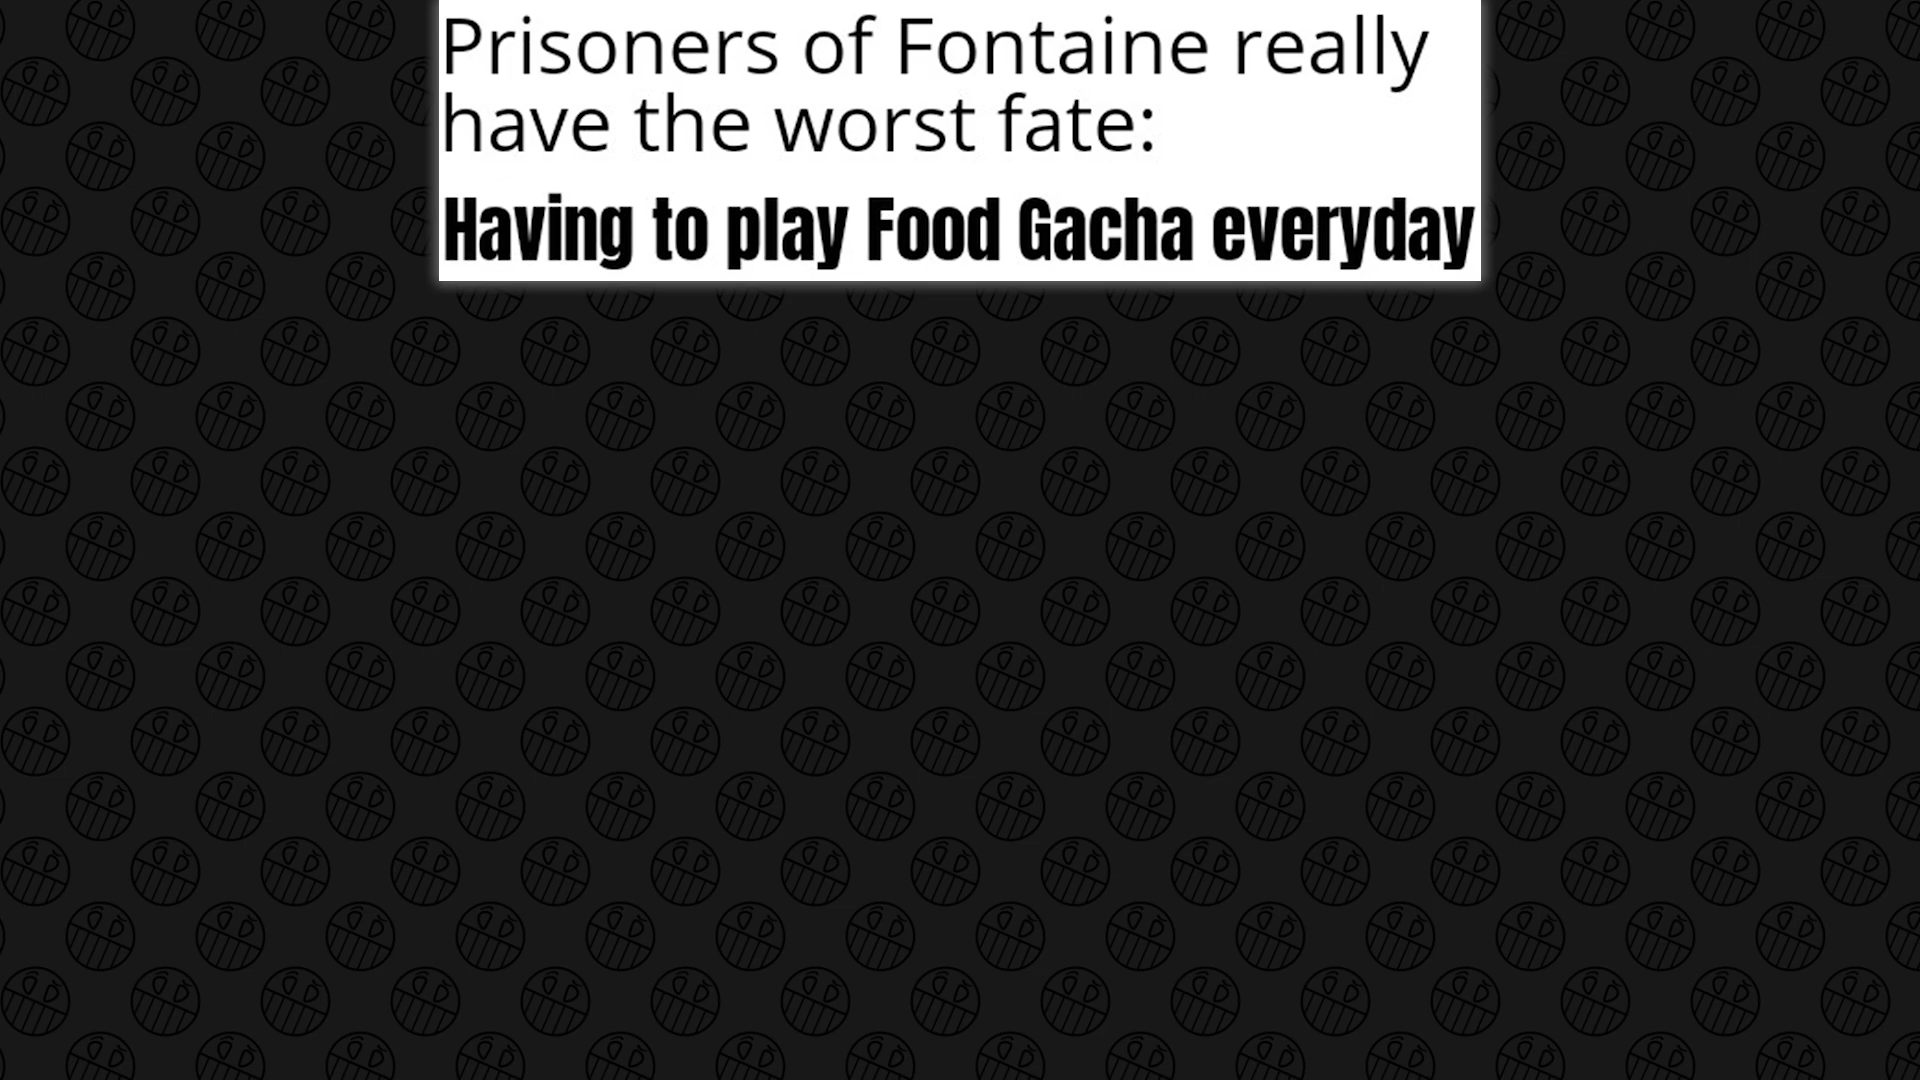 Prisoners of Fontaine really
have the worst fate:
Having to play Food Gacha everyday